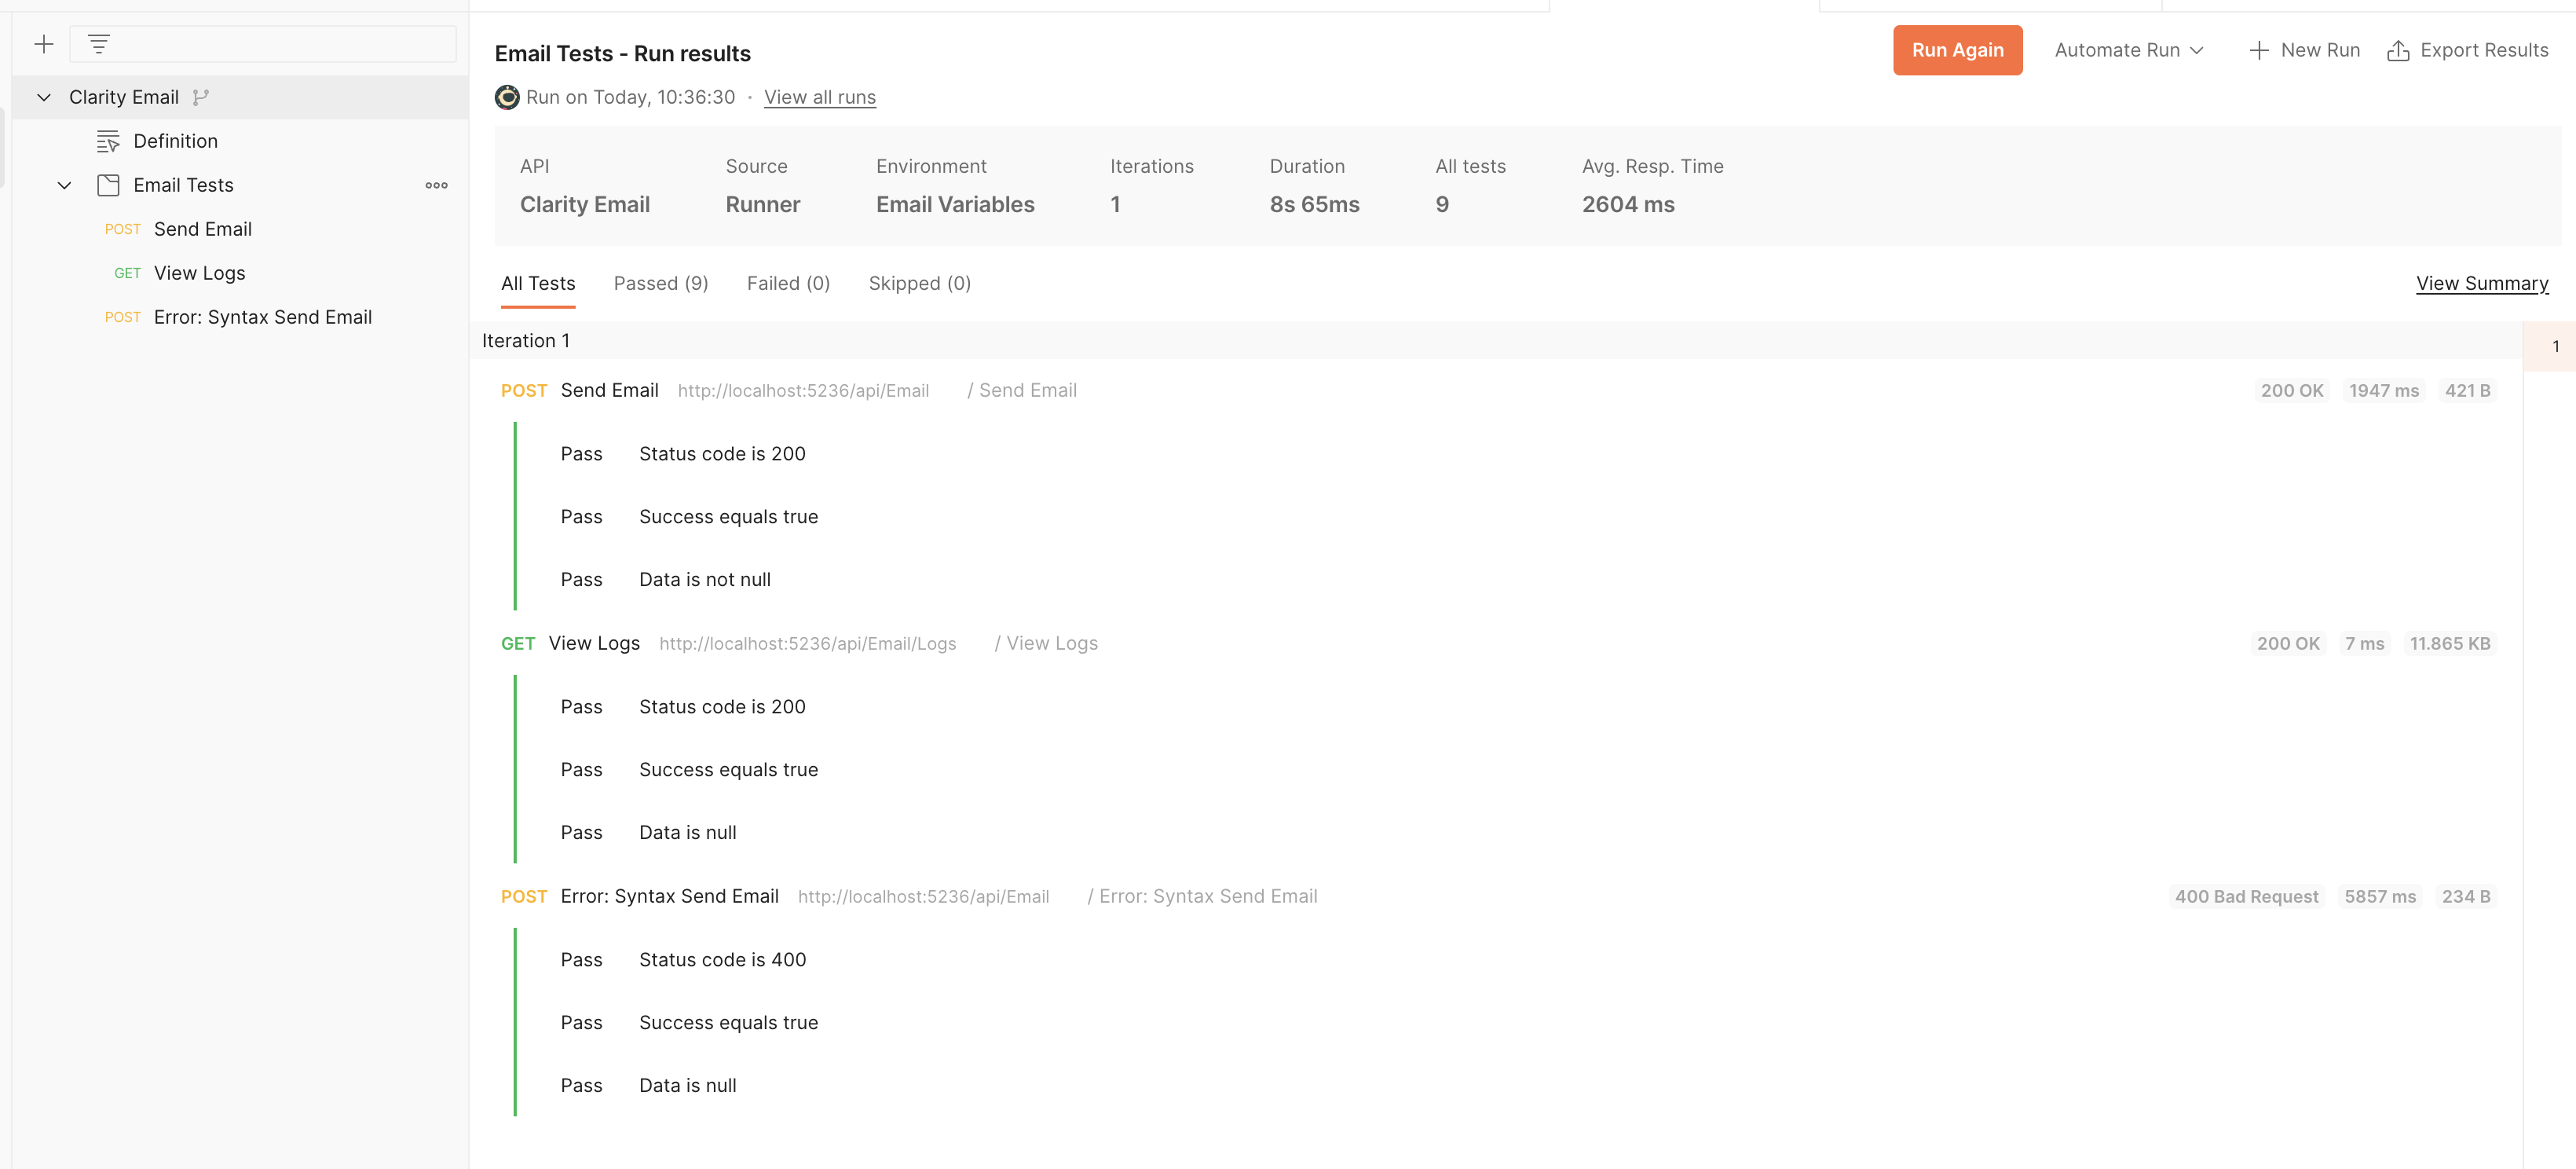 Clarity Email
Definition
Email Tests
POST Send Email
GET View Logs
POST Error: Syntax Send Email
Email Tests - Run results
Run Again Automate Run New Run Export Results
Run on Today, 10:36:30 · View all runs
API Source Environment Iterations Duration All tests Avg. Resp. Time
Clarity Email Runner Email Variables 1 8s 65ms 9 2604 ms
All Tests Passed (9) Failed (0) Skipped (0) View Summary
Iteration 1
1
POST Send Email http://localhost:5236/api/Email / Send Email 200 OK 1947 ms 421 B
Pass Status code is 200
Pass Success equals true
Pass Data is not null
GET View Logs http://localhost:5236/api/Email/Logs / View Logs 200 OK 7 ms 11.865 KB
Pass Status code is 200
Pass Success equals true
Pass Data is null
POST Error: Syntax Send Email http://localhost:5236/api/Email / Error: Syntax Send Email 400 Bad Request 5857 ms 234 B
Pass Status code is 400
Pass Success equals true
Pass Data is null